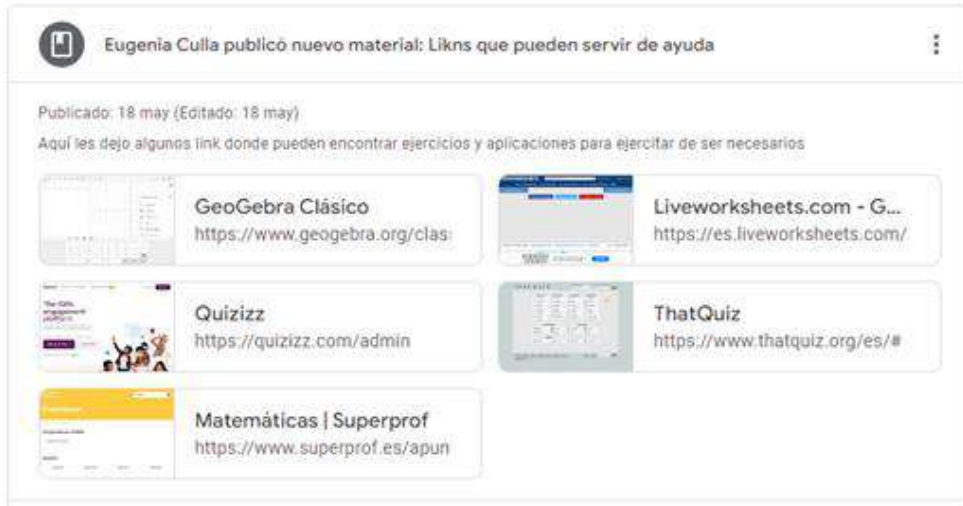 Eugenia Culla publicó nuevo material: Likns que pueden servir de ayuda
Publicado: 18 may (Editado: 18 may)
Aquí les dejo algunos link donde pueden encontrar ejercicios y aplicaciones para ejercitar de ser necesarios
GeoGebra Clásico
https://www.geogebra.org/clas
Liveworksheets.com - G...
https://es.liveworksheets.com/
Quizizz
https://quizizz.com/admin
ThatQuiz
https://www.thatquiz.org/es/#
Matemáticas | Superprof
https://www.superprof.es/apun